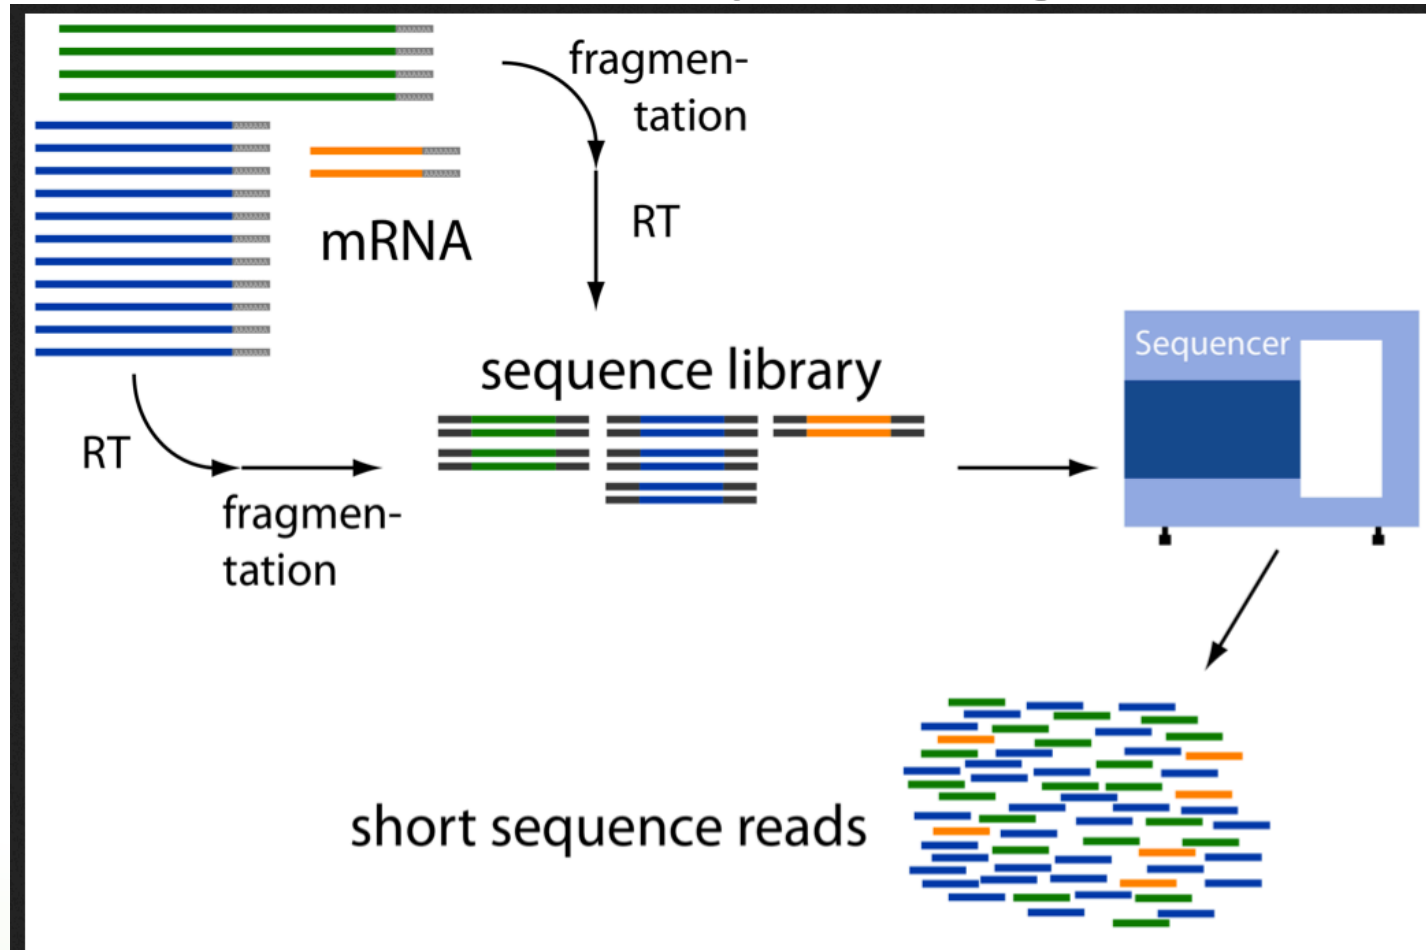 fragmen-
tation
mRNA
RT
sequence library
Sequencer
RT
fragmen-
tation
short sequence reads